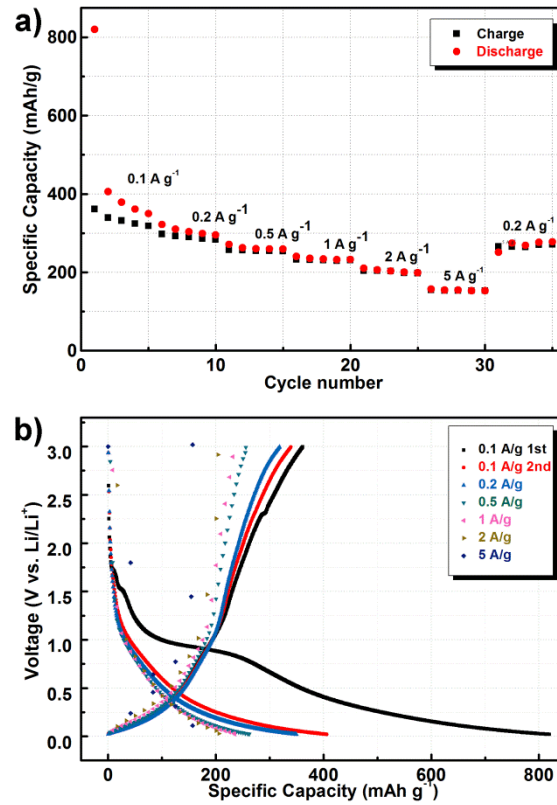 a)
Specific Capacity (mAh/g)
800
600
400
200
0
Charge
Discharge
0.1 A g⁻¹
0.2 A g⁻¹
0.5 A g⁻¹
1 A g⁻¹
2 A g⁻¹
5 A g⁻¹
0.2 A g⁻¹
0 10 20 30
Cycle number
b)
Voltage (V vs. Li/Li⁺)
3.0
2.5
2.0
1.5
1.0
0.5
0.0
0.1 A/g 1st
0.1 A/g 2nd
0.2 A/g
0.5 A/g
1 A/g
2 A/g
5 A/g
0 200 400 600 800
Specific Capacity (mAh g⁻¹)